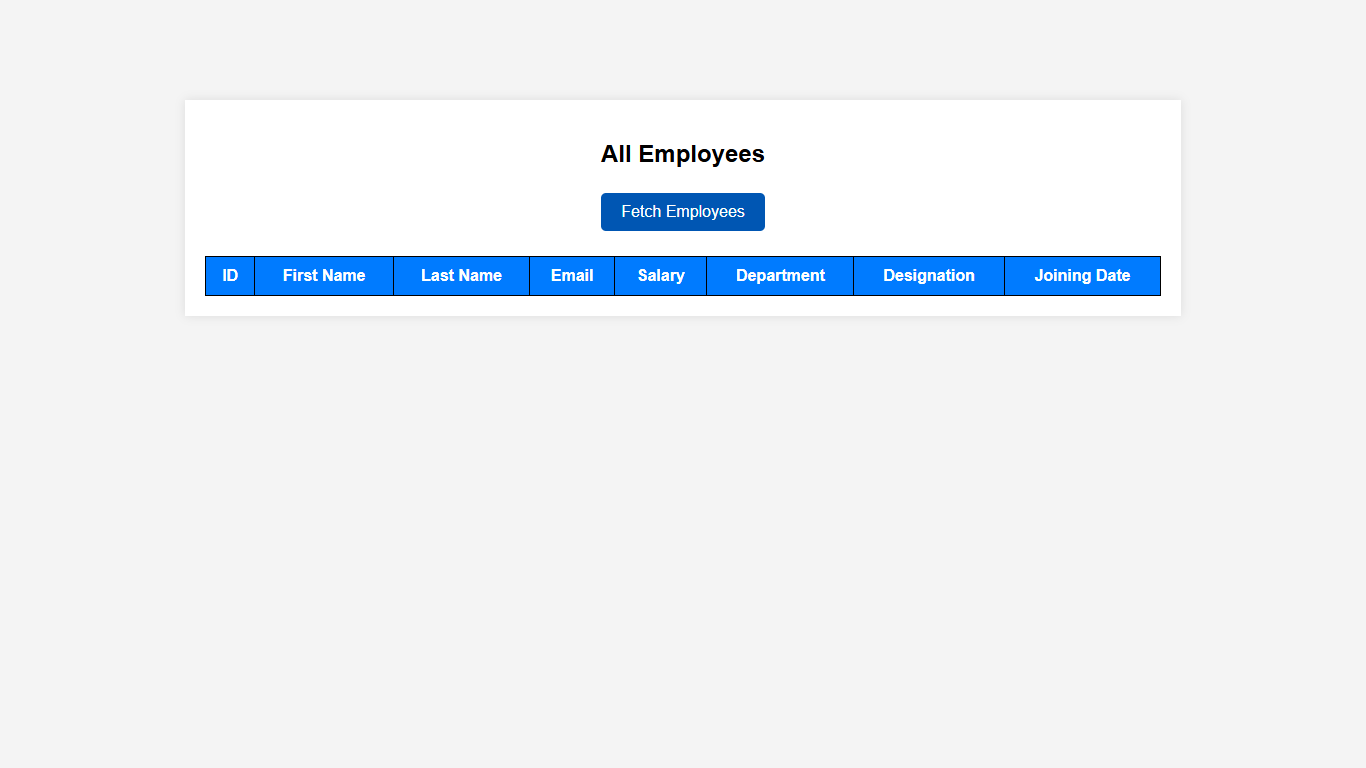 All Employees
Fetch Employees
ID First Name Last Name Email Salary Department Designation Joining Date